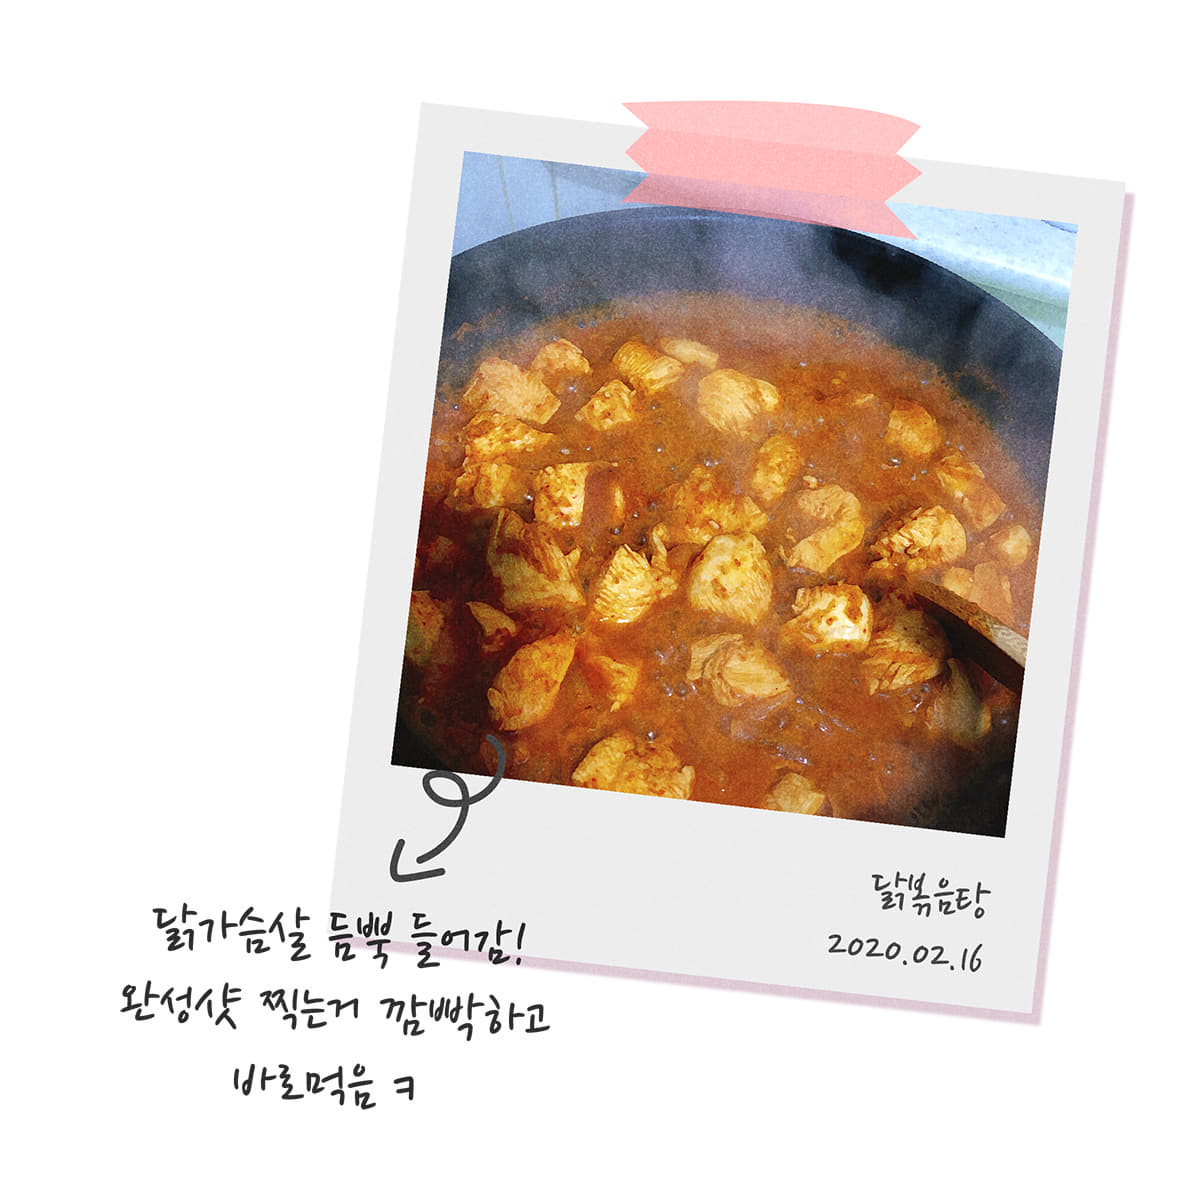 닭볶음탕
2020.02.16
닭가슴살 듬뿍 들어감!
완성샷 찍는거 깜빡하고
바로먹음 ㅋ